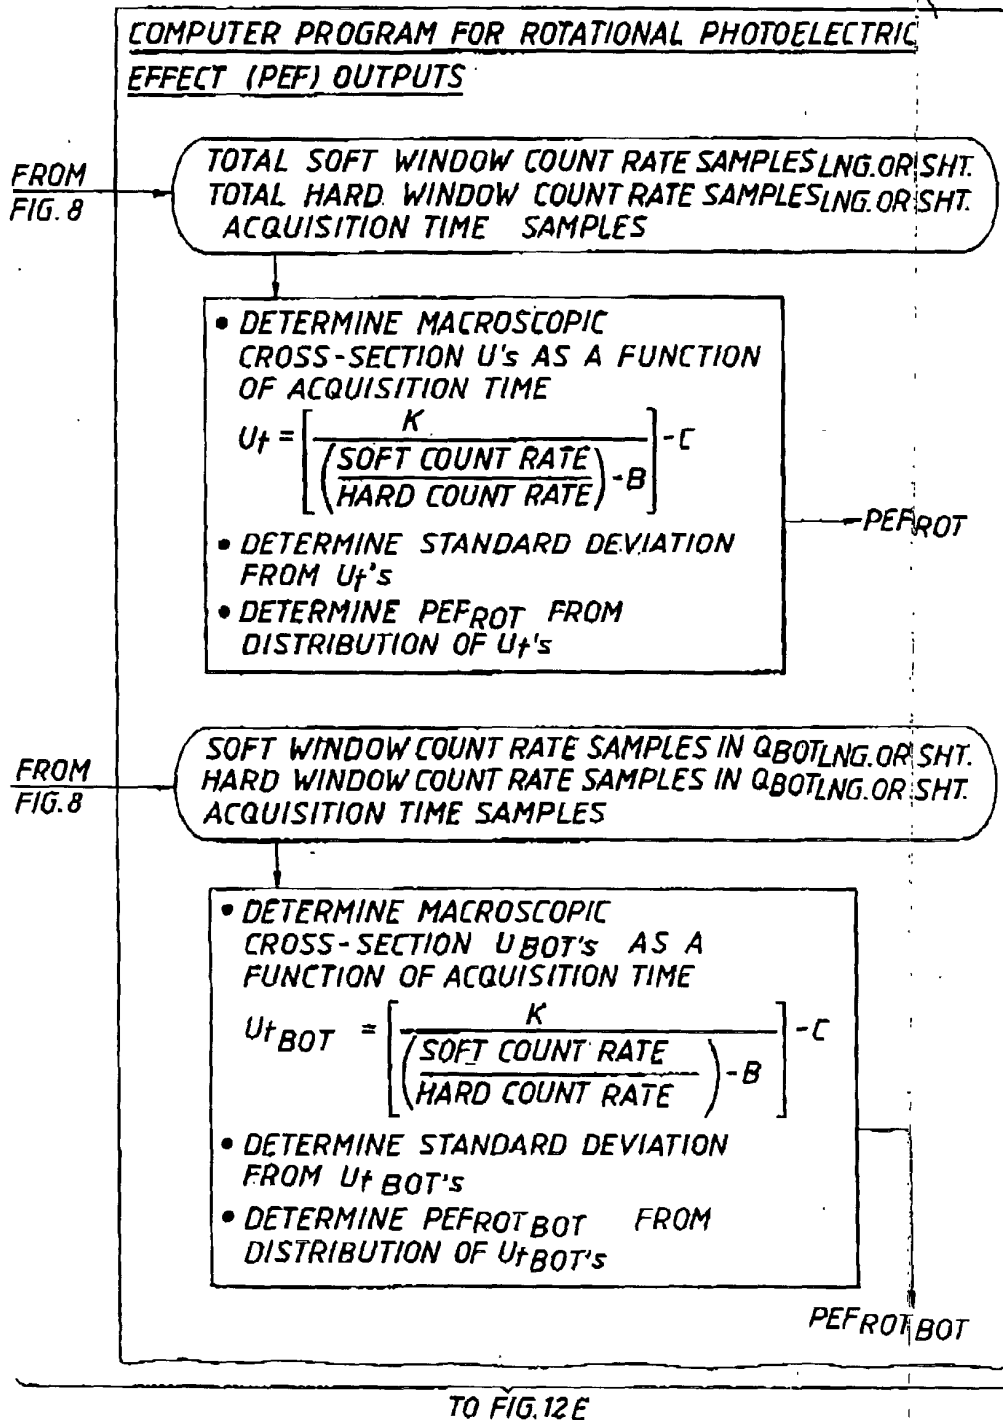 COMPUTER PROGRAM FOR ROTATIONAL PHOTOELECTRIC
EFFECT (PEF) OUTPUTS
FROM
FIG. 8
TOTAL SOFT WINDOW COUNT RATE SAMPLES LNG. OR SHT.
TOTAL HARD WINDOW COUNT RATE SAMPLES LNG. OR SHT.
ACQUISITION TIME SAMPLES
• DETERMINE MACROSCOPIC
CROSS-SECTION U's AS A FUNCTION
OF ACQUISITION TIME
Ut = [K / ((SOFT COUNT RATE / HARD COUNT RATE) - B)] - C
• DETERMINE STANDARD DEVIATION
FROM Ut's
• DETERMINE PEFROT FROM
DISTRIBUTION OF Ut's
PEFROT
FROM
FIG. 8
SOFT WINDOW COUNT RATE SAMPLES IN QBOT LNG. OR SHT.
HARD WINDOW COUNT RATE SAMPLES IN QBOT LNG. OR SHT.
ACQUISITION TIME SAMPLES
• DETERMINE MACROSCOPIC
CROSS-SECTION UBOT's AS A
FUNCTION OF ACQUISITION TIME
UtBOT = [K / ((SOFT COUNT RATE / HARD COUNT RATE) - B)] - C
• DETERMINE STANDARD DEVIATION
FROM UtBOT's
• DETERMINE PEFROTBOT FROM
DISTRIBUTION OF UtBOT's
PEFROTBOT
TO FIG. 12E